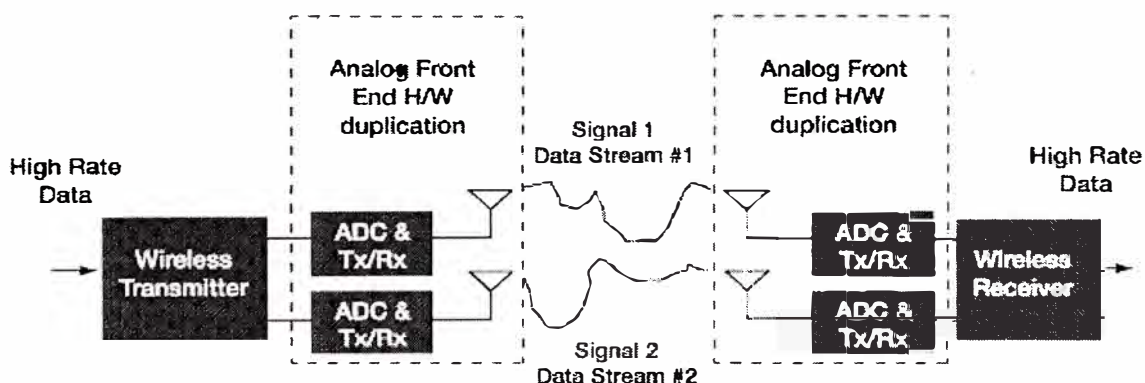 Analog Front
End H/W
duplication
Analog Front
End H/W
duplication
Signal 1
Data Stream #1
High Rate
Data
High Rate
Data
Wireless
Transmitter
ADC &
Tx/Rx
ADC &
Tx/Rx
ADC &
Tx/Rx
ADC &
Tx/Rx
Wireless
Receiver
Signal 2
Data Stream #2